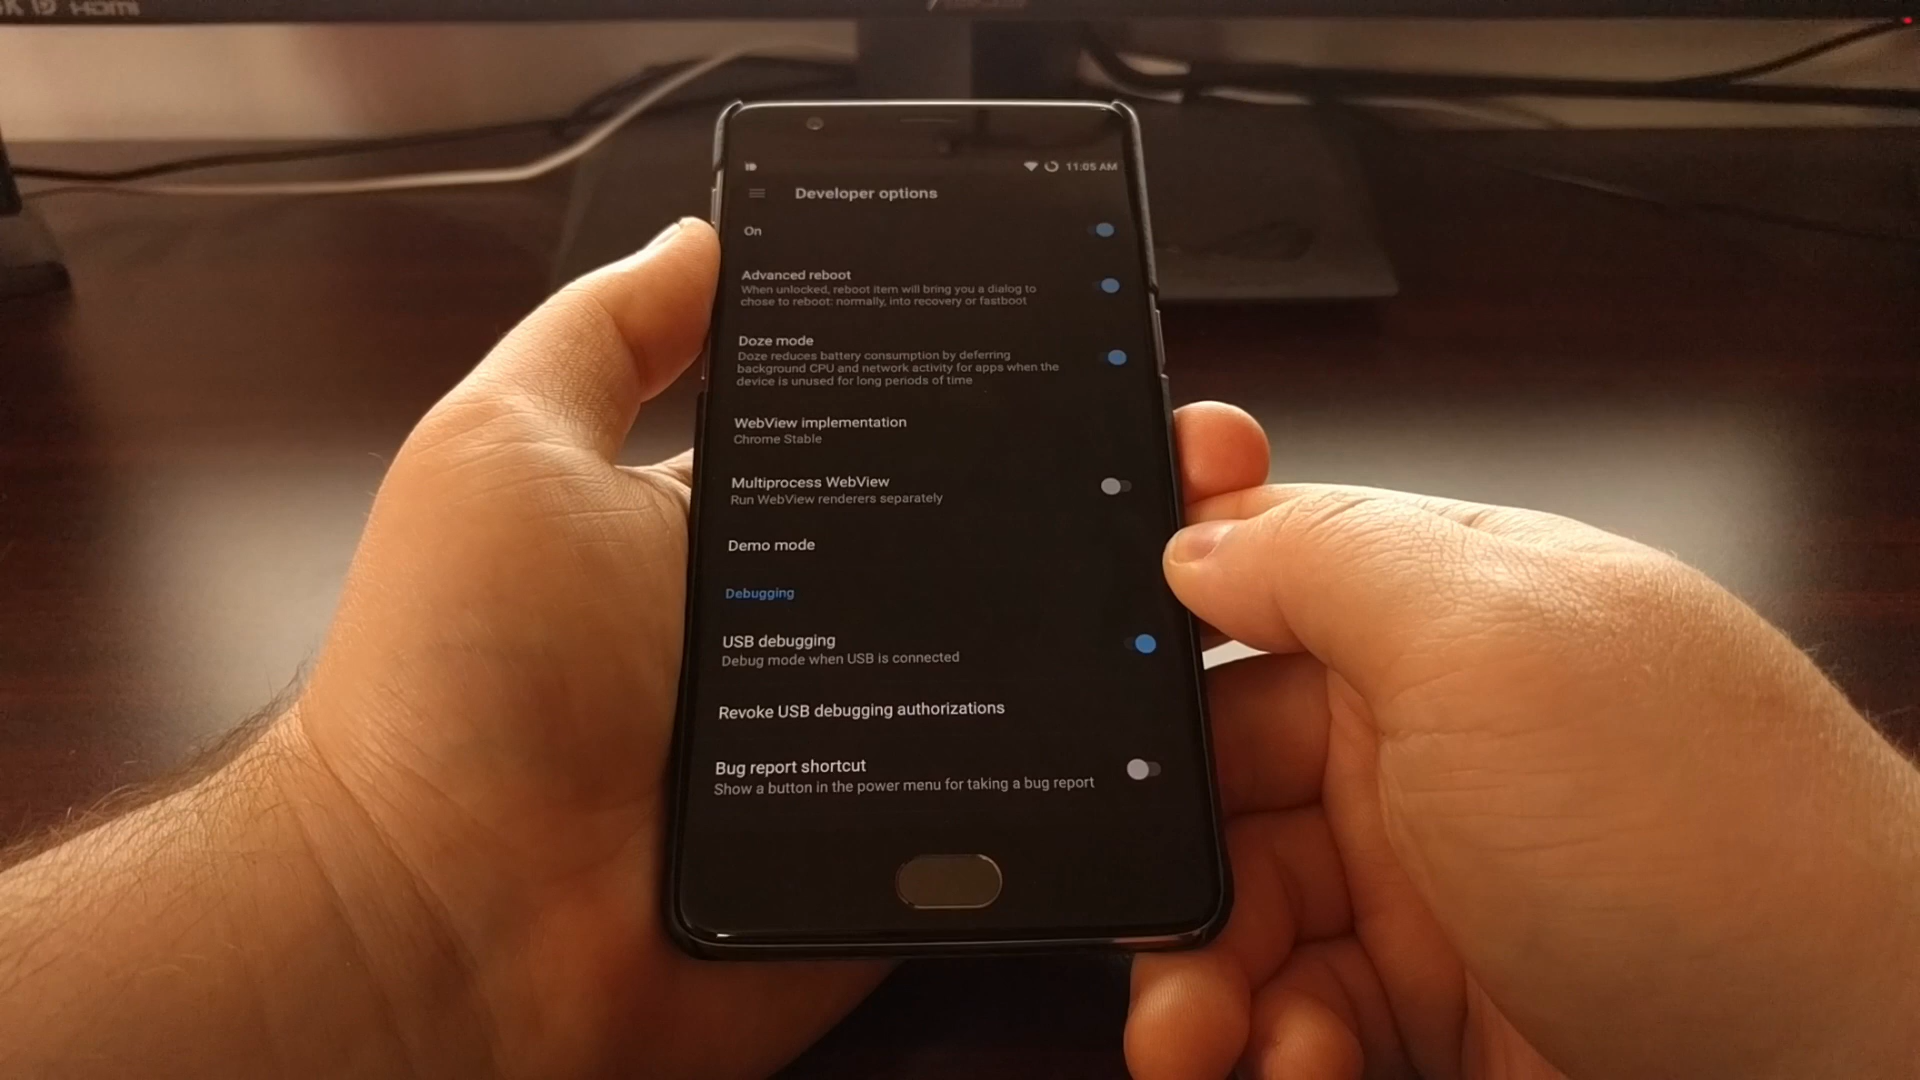 HDMI
11:05 AM
Developer options
On
Advanced reboot
When unlocked, reboot item will bring you a dialog to
chose to reboot: normally, into recovery or fastboot
Doze mode
Doze reduces battery consumption by deferring
background CPU and network activity for apps when the
device is unused for long periods of time
WebView implementation
Chrome Stable
Multiprocess WebView
Run WebView renderers separately
Demo mode
Debugging
USB debugging
Debug mode when USB is connected
Revoke USB debugging authorizations
Bug report shortcut
Show a button in the power menu for taking a bug report